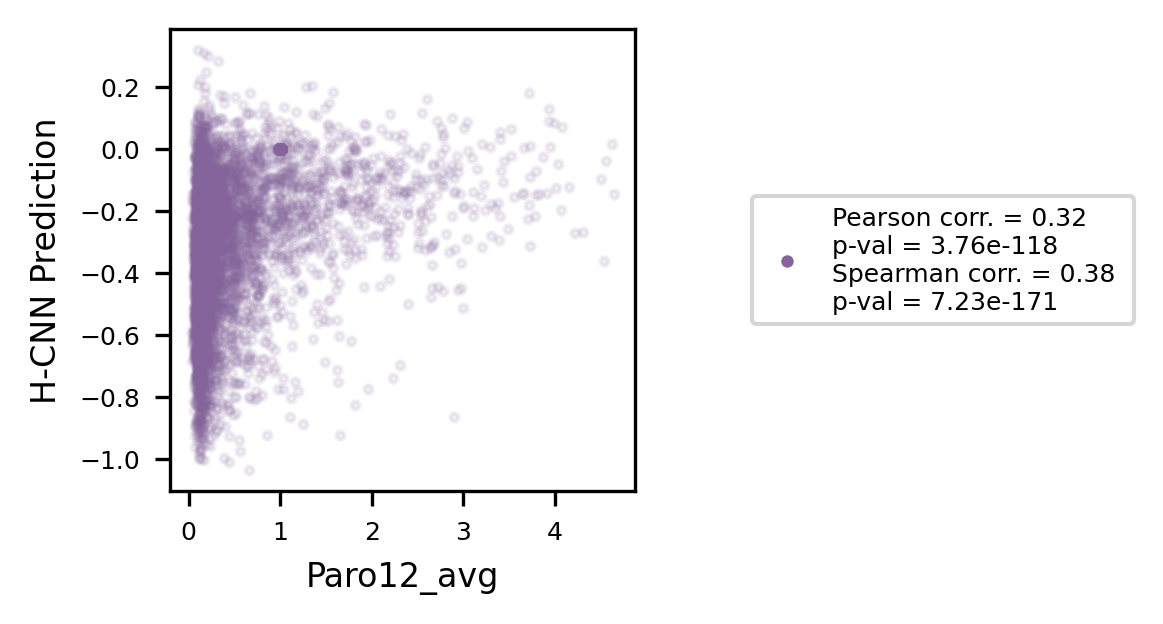 H-CNN Prediction
0.2
0.0
−0.2
−0.4
−0.6
−0.8
−1.0
0 1 2 3 4
Paro12_avg
Pearson corr. = 0.32
p-val = 3.76e-118
Spearman corr. = 0.38
p-val = 7.23e-171